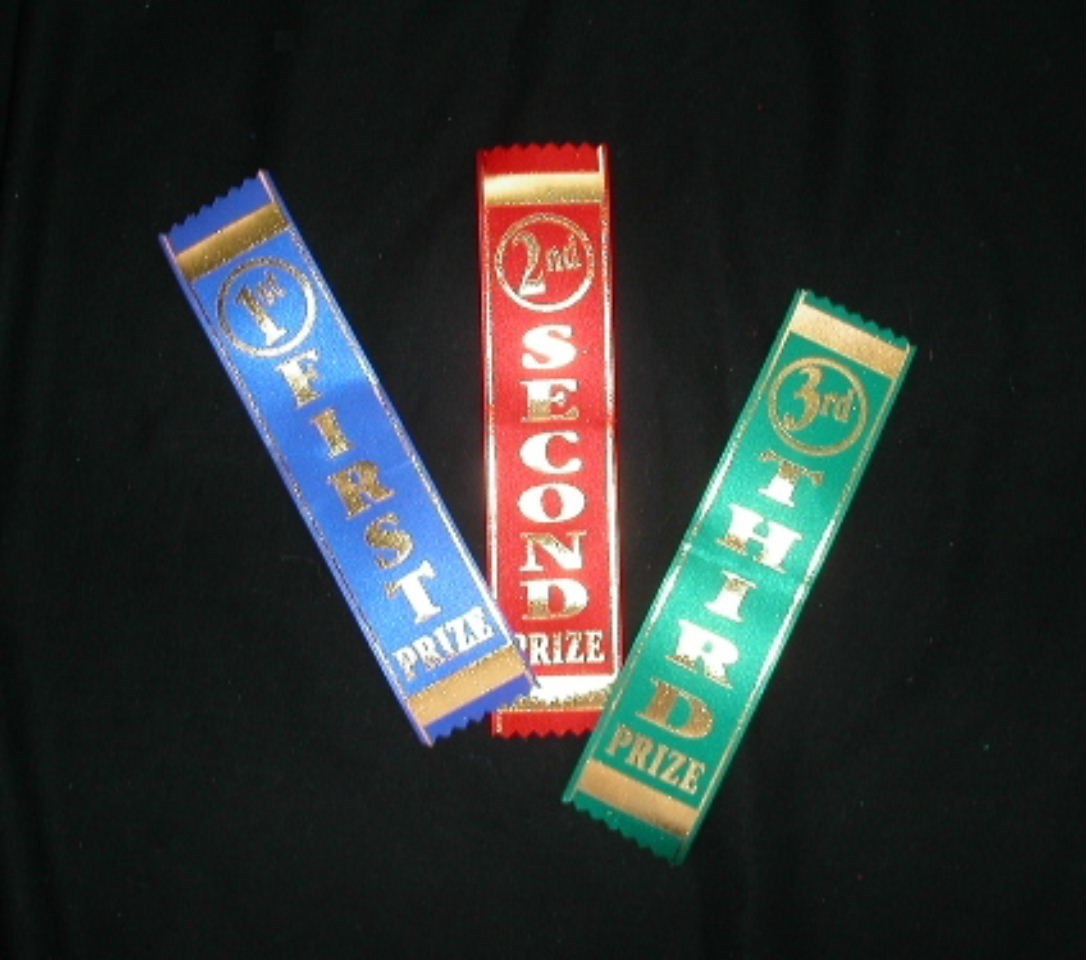 1st
FIRST
PRIZE
2nd
SECOND
PRIZE
3rd
THIRD
PRIZE